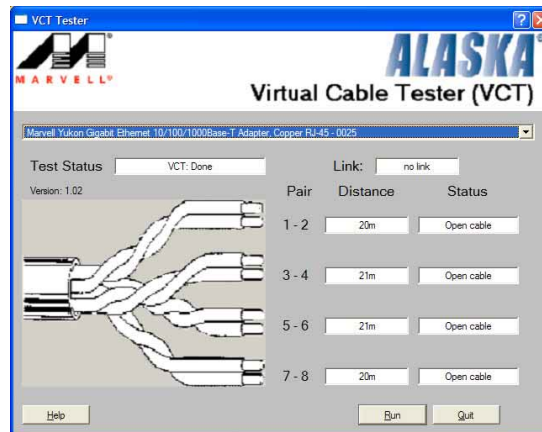 VCT Tester
MARVELL®
ALASKA®
Virtual Cable Tester (VCT)
Marvell Yukon Gigabit Ethernet 10/100/1000Base-T Adapter, Copper RJ-45 - 0025
Test Status VCT: Done Link: no link
Version: 1.02
Pair Distance Status
1 - 2 20m Open cable
3 - 4 21m Open cable
5 - 6 21m Open cable
7 - 8 20m Open cable
Help Run Quit